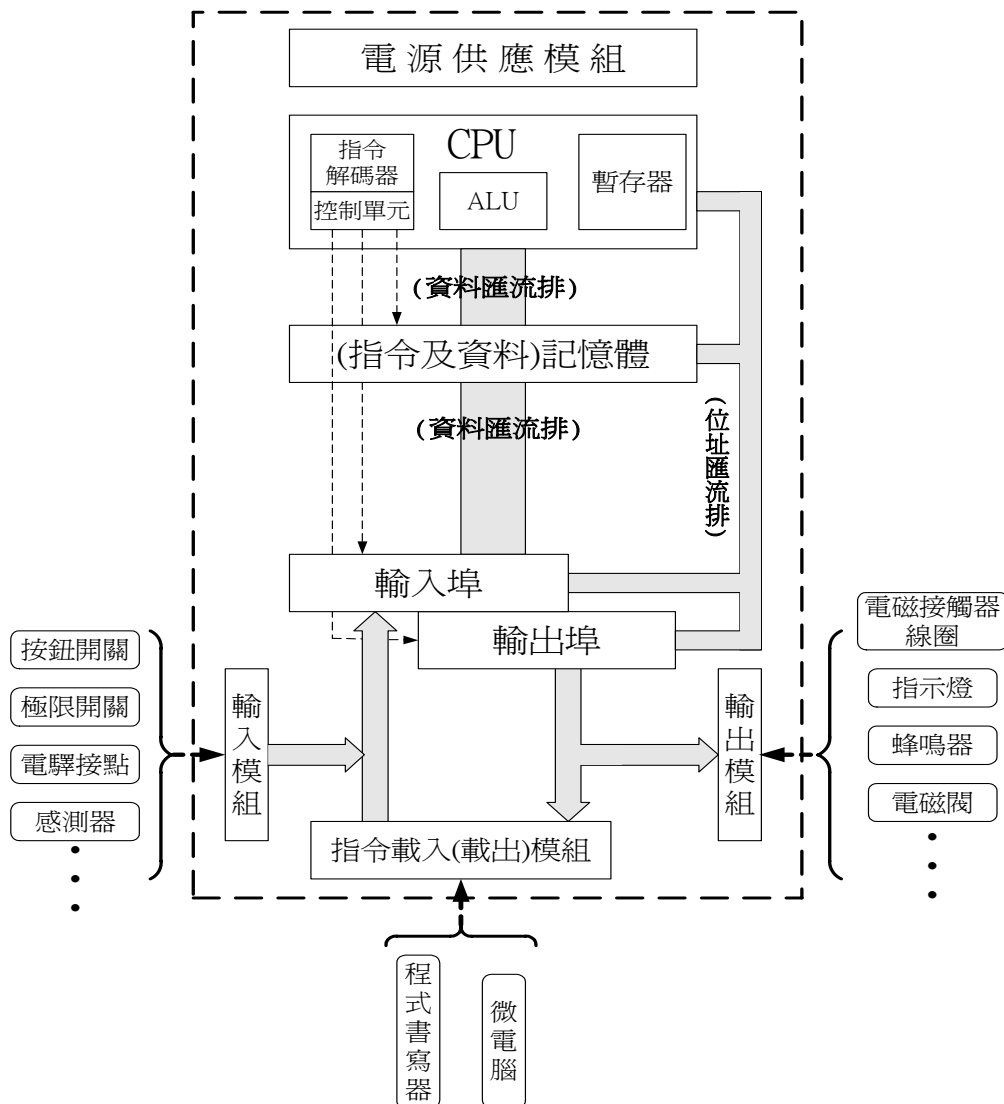 電源供應模組
CPU
指令
解碼器
控制單元
ALU
暫存器
(資料匯流排)
(指令及資料)記憶體
(資料匯流排)
(位址匯流排)
輸入埠
輸出埠
按鈕開關
極限開關
電驛接點
感測器
輸入模組
輸出模組
電磁接觸器
線圈
指示燈
蜂鳴器
電磁閥
指令載入(載出)模組
程式書寫器
微電腦